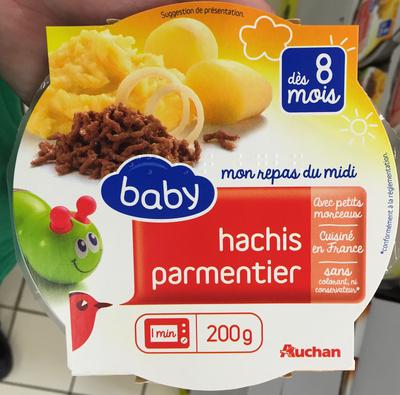 Suggestion de présentation.
dès 8
mois
baby
mon repas du midi
hachis
parmentier
Avec petits
morceaux
Cuisiné
en France
sans
colorant, ni
conservateur*
*conformément à la réglementation.
1 min
200g
Auchan